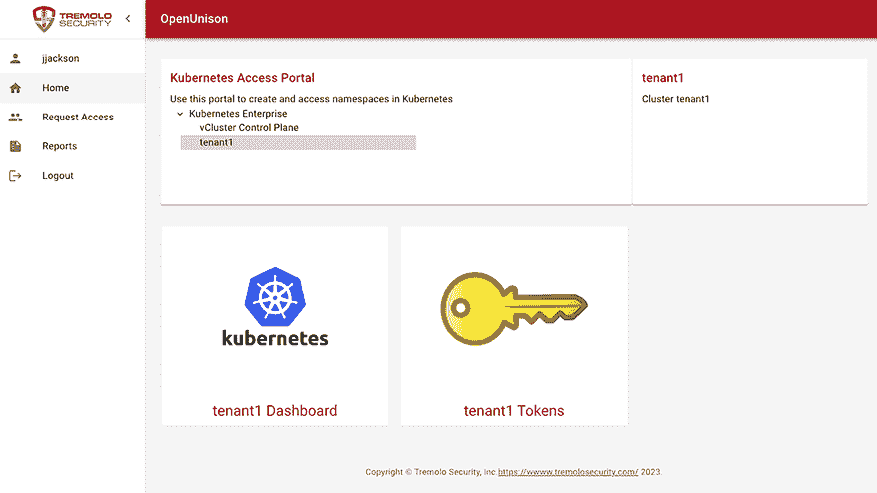 TREMOLO
SECURITY
OpenUnison
jjackson
Home
Request Access
Reports
Logout
Kubernetes Access Portal
Use this portal to create and access namespaces in Kubernetes
Kubernetes Enterprise
vCluster Control Plane
tenant1
tenant1
Cluster tenant1
kubernetes
tenant1 Dashboard
tenant1 Tokens
Copyright © Tremolo Security, Inc https://wwww.tremolosecurity.com/ 2023.